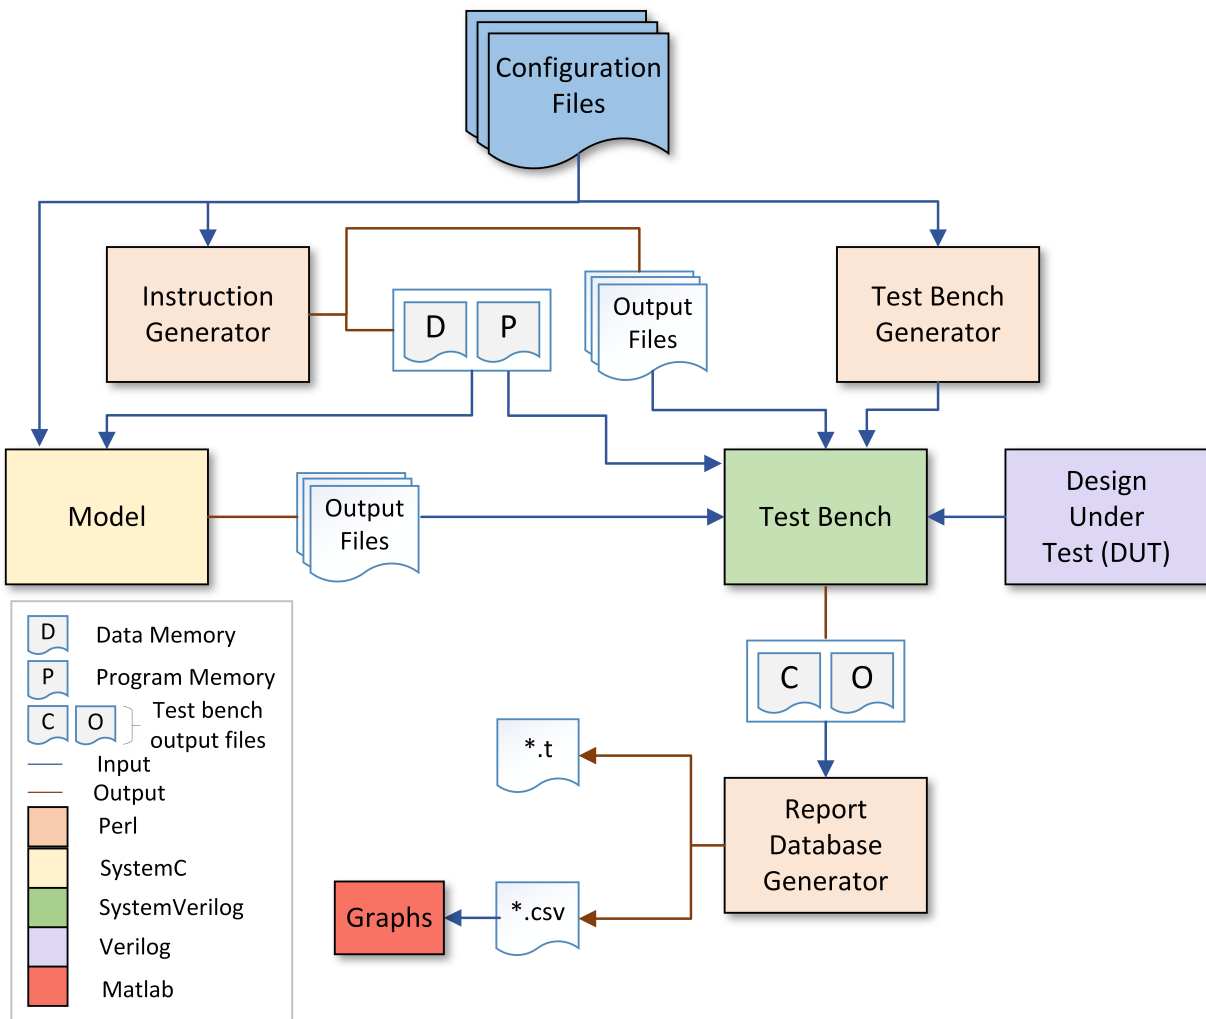 Configuration
Files
Instruction
Generator
D
P
Output
Files
Test Bench
Generator
Model
Output
Files
Test Bench
Design
Under
Test (DUT)
D
Data Memory
P
Program Memory
C
O
Test bench
output files
Input
Output
Perl
SystemC
SystemVerilog
Verilog
Matlab
C
O
*.t
Report
Database
Generator
Graphs
*.csv